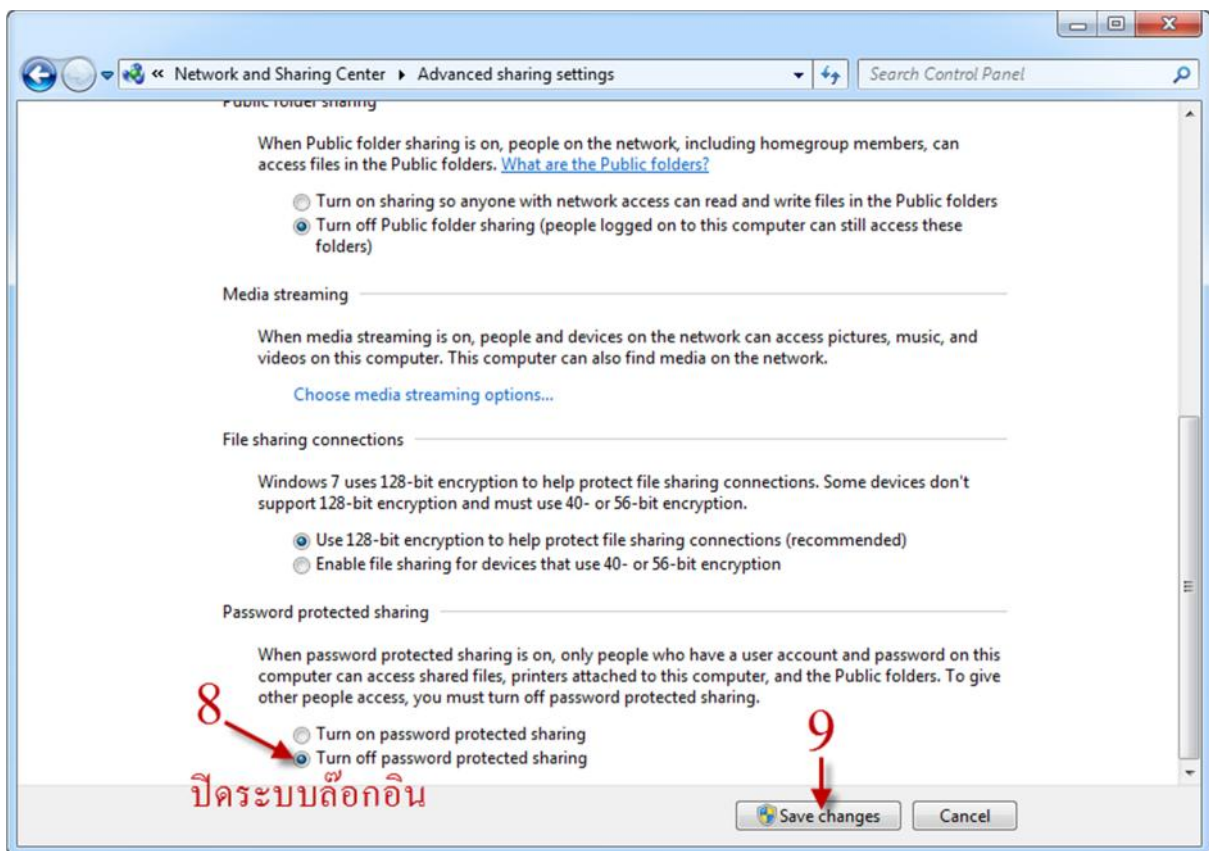 « Network and Sharing Center ▸ Advanced sharing settings
Search Control Panel
Public folder sharing
When Public folder sharing is on, people on the network, including homegroup members, can
access files in the Public folders. What are the Public folders?
Turn on sharing so anyone with network access can read and write files in the Public folders
Turn off Public folder sharing (people logged on to this computer can still access these
folders)
Media streaming
When media streaming is on, people and devices on the network can access pictures, music, and
videos on this computer. This computer can also find media on the network.
Choose media streaming options...
File sharing connections
Windows 7 uses 128-bit encryption to help protect file sharing connections. Some devices don't
support 128-bit encryption and must use 40- or 56-bit encryption.
Use 128-bit encryption to help protect file sharing connections (recommended)
Enable file sharing for devices that use 40- or 56-bit encryption
Password protected sharing
When password protected sharing is on, only people who have a user account and password on this
computer can access shared files, printers attached to this computer, and the Public folders. To give
other people access, you must turn off password protected sharing.
8
Turn on password protected sharing
Turn off password protected sharing
ปิดระบบล๊อกอิน
9
Save changes
Cancel